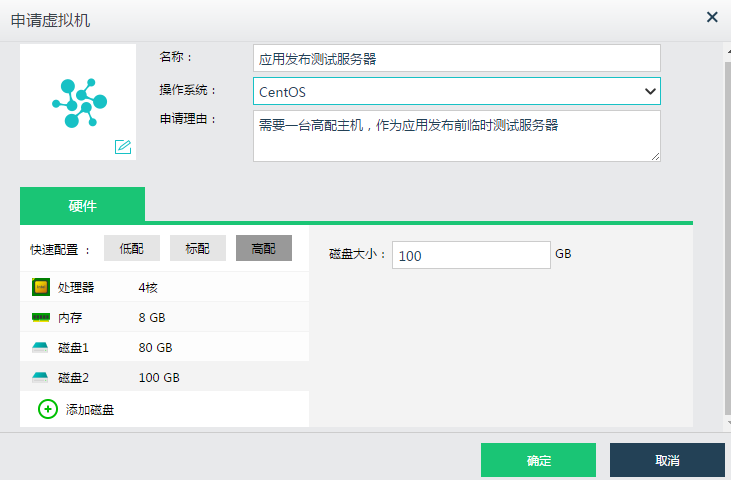 申请虚拟机
名称：
应用发布测试服务器
操作系统：
CentOS
申请理由：
需要一台高配主机，作为应用发布前临时测试服务器
硬件
快速配置 ： 低配 标配 高配
磁盘大小： 100 GB
处理器 4核
内存 8 GB
磁盘1 80 GB
磁盘2 100 GB
添加磁盘
确定 取消